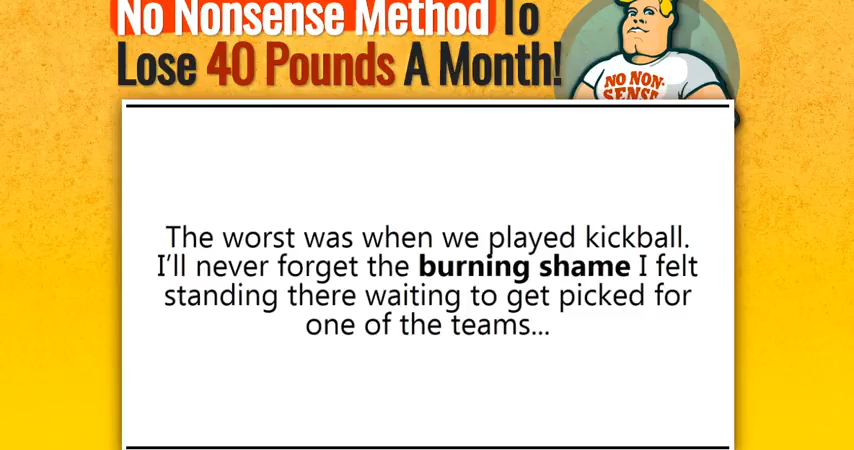 No Nonsense Method To
Lose 40 Pounds A Month!
NO NON-
SENSE
The worst was when we played kickball.
I'll never forget the burning shame I felt
standing there waiting to get picked for
one of the teams...